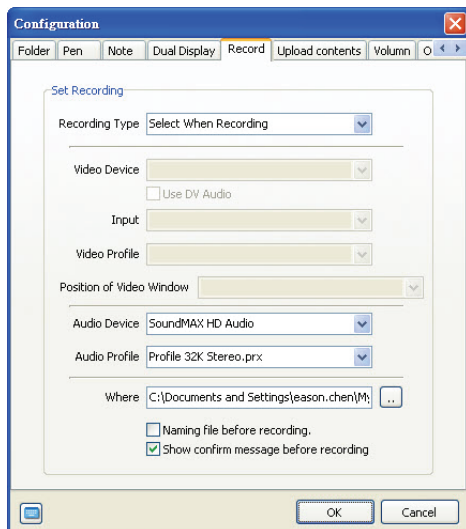 Configuration
Folder Pen Note Dual Display Record Upload contents Volumn O
Set Recording
Recording Type Select When Recording
Video Device
Use DV Audio
Input
Video Profile
Position of Video Window
Audio Device SoundMAX HD Audio
Audio Profile Profile 32K Stereo.prx
Where C:\Documents and Settings\eason.chen\My ..
Naming file before recording.
Show confirm message before recording
OK Cancel